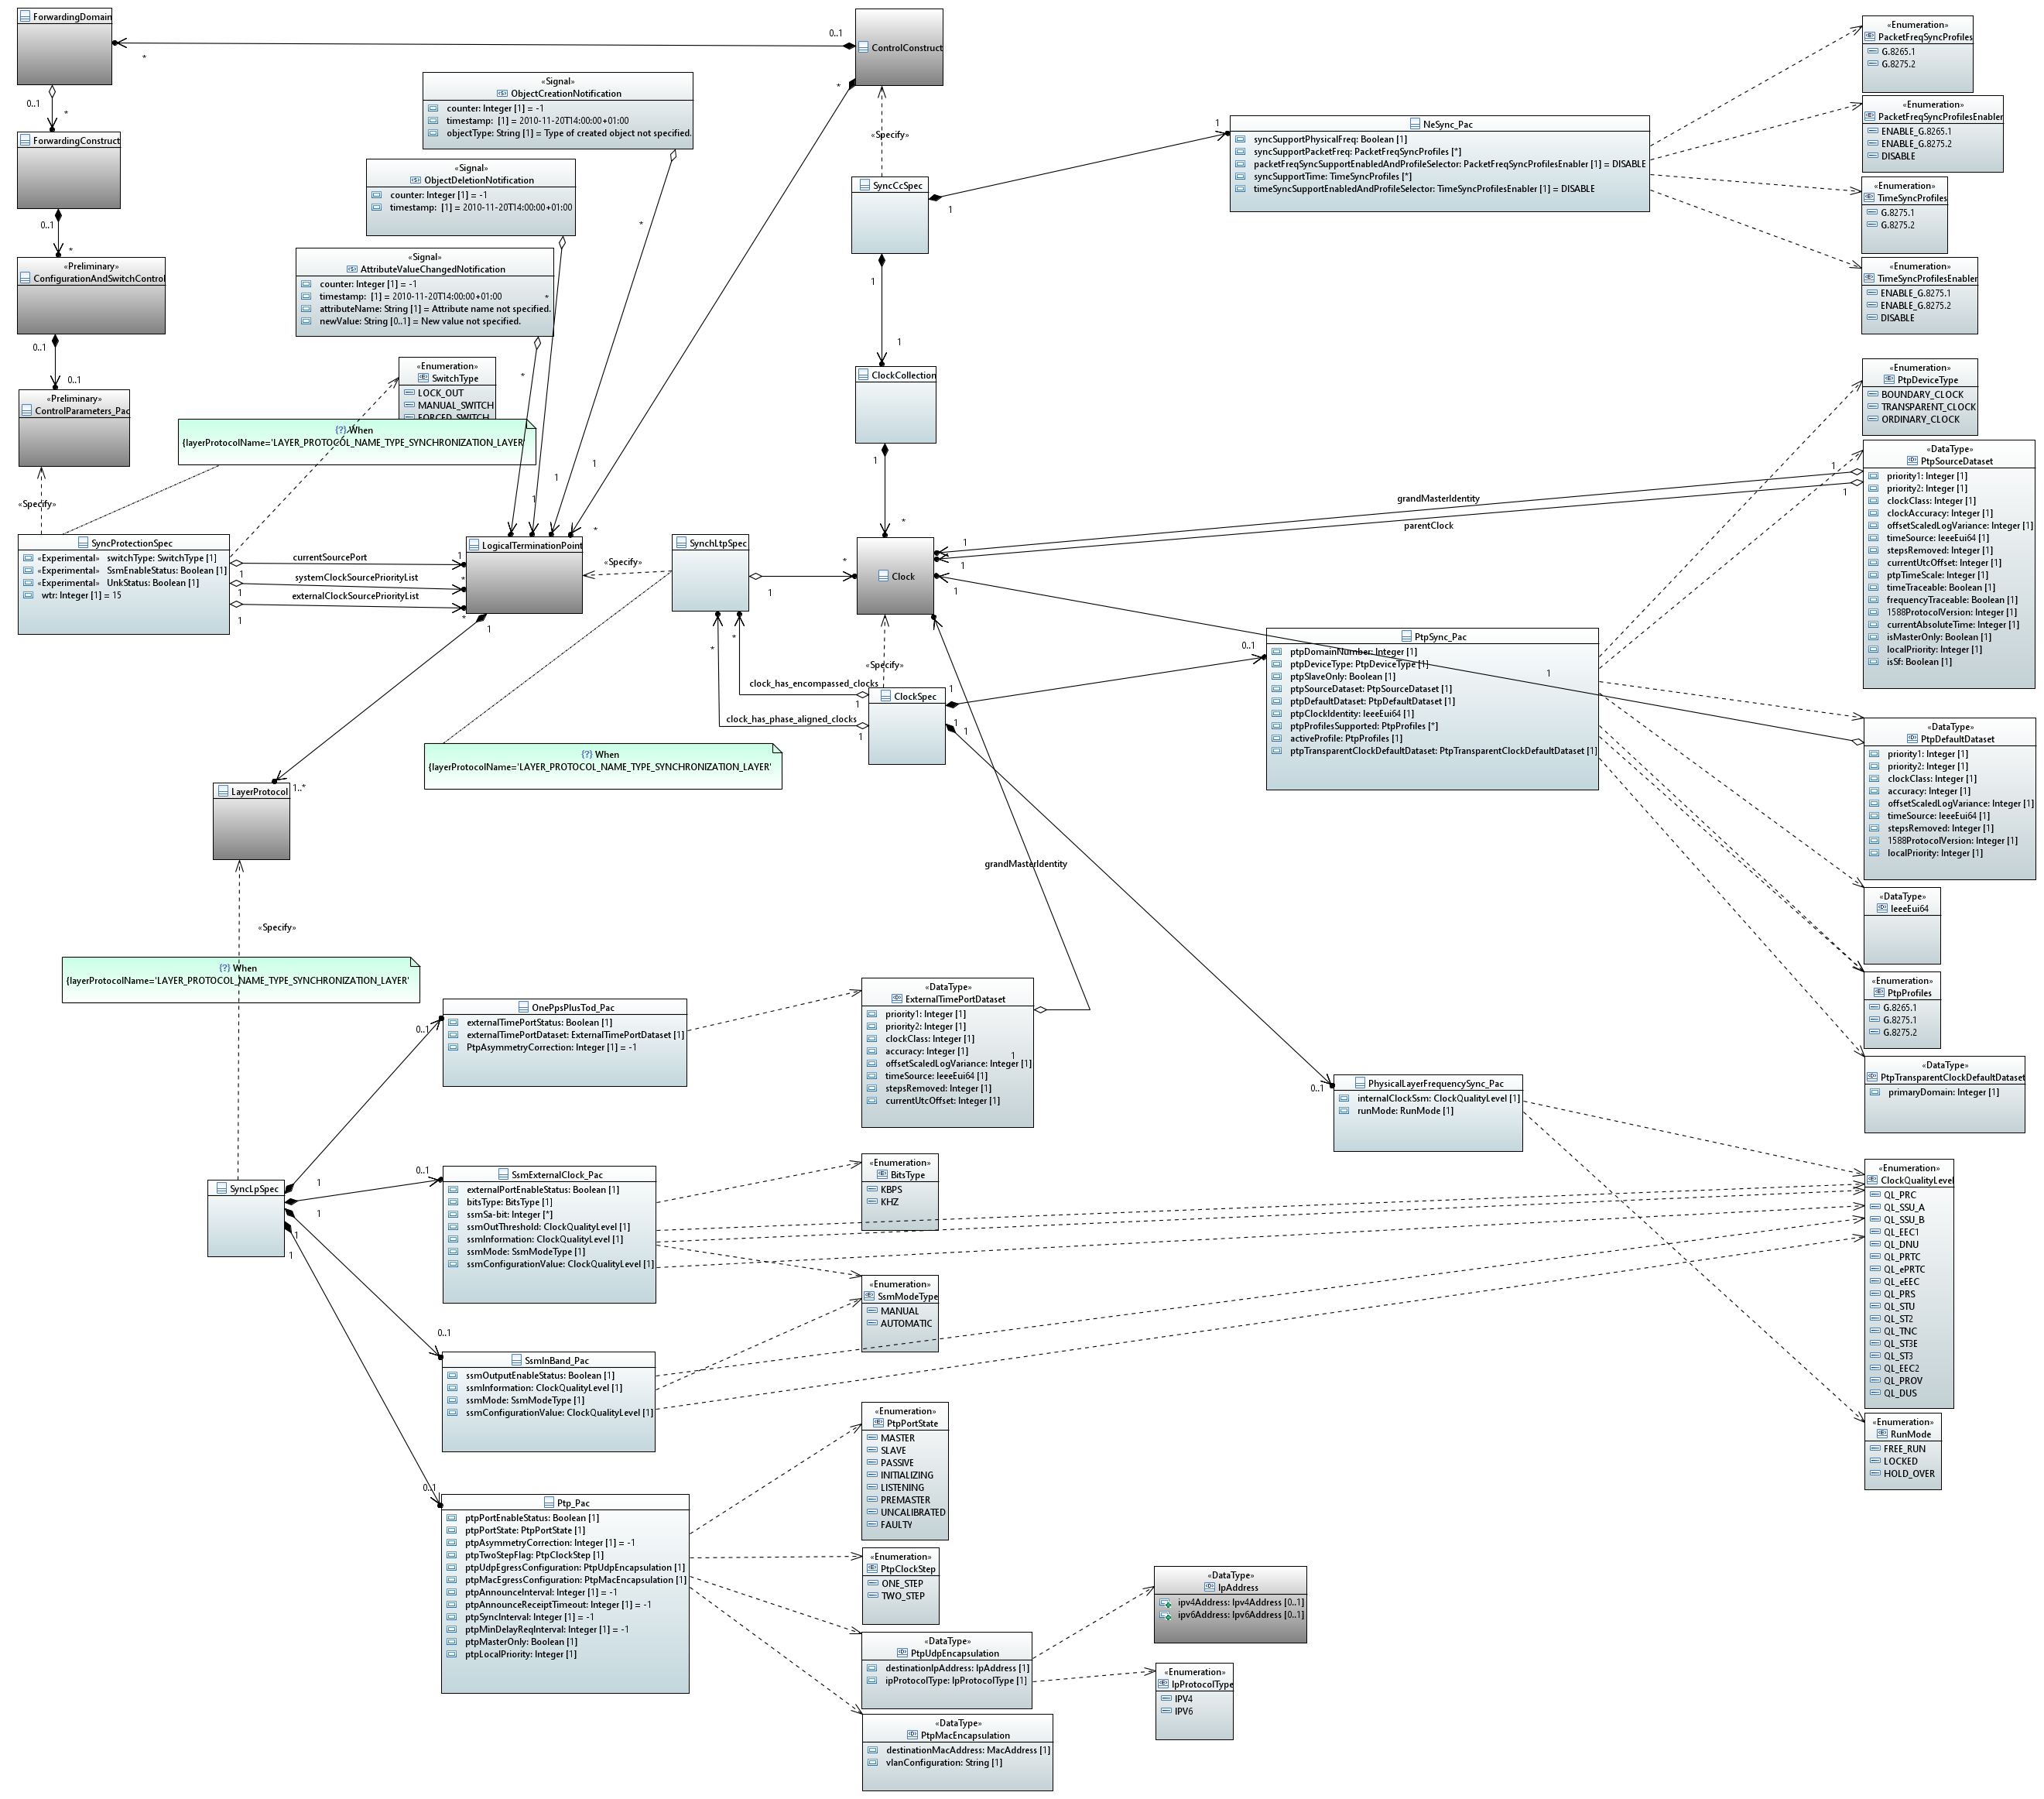 ForwardingDomain
0..1
*
ControlConstruct
*
0..1
*
ForwardingConstruct
0..1
*
«Preliminary»
ConfigurationAndSwitchControl
0..1
0..1
«Preliminary»
ControlParameters_Pac
«Specify»
«Signal»
ObjectCreationNotification
counter: Integer [1] = -1
timestamp: [1] = 2010-11-20T14:00:00+01:00
objectType: String [1] = Type of created object not specified.
«Signal»
ObjectDeletionNotification
counter: Integer [1] = -1
timestamp: [1] = 2010-11-20T14:00:00+01:00
*
«Signal»
AttributeValueChangedNotification
counter: Integer [1] = -1
timestamp: [1] = 2010-11-20T14:00:00+01:00
attributeName: String [1] = Attribute name not specified.
newValue: String [0..1] = New value not specified.
*
*
«Enumeration»
SwitchType
LOCK_OUT
MANUAL_SWITCH
FORCED_SWITCH
(?) When
{layerProtocolName='LAYER_PROTOCOL_NAME_TYPE_SYNCHRONIZATION_LAYER'
1
1
1
*
SyncProtectionSpec
«Experimental» switchType: SwitchType [1]
«Experimental» SsmEnableStatus: Boolean [1]
«Experimental» UnkStatus: Boolean [1]
wtr: Integer [1] = 15
currentSourcePort
1
systemClockSourcePriorityList
1
*
externalClockSourcePriorityList
1
*
1
LogicalTerminationPoint
1
«Specify»
SynchLtpSpec
1
*
«Specify»
SyncCcSpec
1
1
NeSync_Pac
syncSupportPhysicalFreq: Boolean [1]
syncSupportPacketFreq: PacketFreqSyncProfiles [*]
packetFreqSyncSupportEnabledAndProfileSelector: PacketFreqSyncProfilesEnabler [1] = DISABLE
syncSupportTime: TimeSyncProfiles [*]
timeSyncSupportEnabledAndProfileSelector: TimeSyncProfilesEnabler [1] = DISABLE
«Enumeration»
PacketFreqSyncProfiles
G.8265.1
G.8275.2
«Enumeration»
PacketFreqSyncProfilesEnabler
ENABLE_G.8265.1
ENABLE_G.8275.2
DISABLE
«Enumeration»
TimeSyncProfiles
G.8275.1
G.8275.2
«Enumeration»
TimeSyncProfilesEnabler
ENABLE_G.8275.1
ENABLE_G.8275.2
DISABLE
1
1
ClockCollection
1
*
Clock
«Enumeration»
PtpDeviceType
BOUNDARY_CLOCK
TRANSPARENT_CLOCK
ORDINARY_CLOCK
«DataType»
PtpSourceDataset
priority1: Integer [1]
priority2: Integer [1]
clockClass: Integer [1]
clockAccuracy: Integer [1]
offsetScaledLogVariance: Integer [1]
timeSource: IeeeEui64 [1]
stepsRemoved: Integer [1]
currentUtcOffset: Integer [1]
ptpTimeScale: Integer [1]
timeTraceable: Boolean [1]
frequencyTraceable: Boolean [1]
1588ProtocolVersion: Integer [1]
currentAbsoluteTime: Integer [1]
isMasterOnly: Boolean [1]
localPriority: Integer [1]
isSf: Boolean [1]
1
grandMasterIdentity
1
1
parentClock
1
1
1
«Specify»
*
*
clock_has_encompassed_clocks
1
clock_has_phase_aligned_clocks
1
ClockSpec
1
1
0..1
PtpSync_Pac
ptpDomainNumber: Integer [1]
ptpDeviceType: PtpDeviceType [1]
ptpSlaveOnly: Boolean [1]
ptpSourceDataset: PtpSourceDataset [1]
ptpDefaultDataset: PtpDefaultDataset [1]
ptpClockIdentity: IeeeEui64 [1]
ptpProfilesSupported: PtpProfiles [*]
activeProfile: PtpProfiles [1]
ptpTransparentClockDefaultDataset: PtpTransparentClockDefaultDataset [1]
«DataType»
PtpDefaultDataset
priority1: Integer [1]
priority2: Integer [1]
clockClass: Integer [1]
accuracy: Integer [1]
offsetScaledLogVariance: Integer [1]
timeSource: IeeeEui64 [1]
stepsRemoved: Integer [1]
1588ProtocolVersion: Integer [1]
localPriority: Integer [1]
(?) When
{layerProtocolName='LAYER_PROTOCOL_NAME_TYPE_SYNCHRONIZATION_LAYER'
LayerProtocol
1..*
grandMasterIdentity
«DataType»
IeeeEui64
«Enumeration»
PtpProfiles
G.8265.1
G.8275.1
G.8275.2
«DataType»
PtpTransparentClockDefaultDataset
primaryDomain: Integer [1]
«Specify»
(?) When
{layerProtocolName='LAYER_PROTOCOL_NAME_TYPE_SYNCHRONIZATION_LAYER'
0..1
OnePpsPlusTod_Pac
externalTimePortStatus: Boolean [1]
externalTimePortDataset: ExternalTimePortDataset [1]
PtpAsymmetryCorrection: Integer [1] = -1
«DataType»
ExternalTimePortDataset
priority1: Integer [1]
priority2: Integer [1]
clockClass: Integer [1]
accuracy: Integer [1]
1
offsetScaledLogVariance: Integer [1]
timeSource: IeeeEui64 [1]
stepsRemoved: Integer [1]
currentUtcOffset: Integer [1]
0..1
PhysicalLayerFrequencySync_Pac
internalClockSsm: ClockQualityLevel [1]
runMode: RunMode [1]
SyncLpSpec
1
1
1
1
0..1
SsmExternalClock_Pac
externalPortEnableStatus: Boolean [1]
bitsType: BitsType [1]
ssmSa-bit: Integer [*]
ssmOutThreshold: ClockQualityLevel [1]
ssmInformation: ClockQualityLevel [1]
ssmMode: SsmModeType [1]
ssmConfigurationValue: ClockQualityLevel [1]
«Enumeration»
BitsType
KBPS
KHZ
«Enumeration»
ClockQualityLevel
QL_PRC
QL_SSU_A
QL_SSU_B
QL_EEC1
QL_DNU
QL_PRTC
QL_ePRTC
QL_eEEC
QL_PRS
QL_STU
QL_ST2
QL_TNC
QL_ST3E
QL_ST3
QL_EEC2
QL_PROV
QL_DUS
«Enumeration»
SsmModeType
MANUAL
AUTOMATIC
0..1
SsmInBand_Pac
ssmOutputEnableStatus: Boolean [1]
ssmInformation: ClockQualityLevel [1]
ssmMode: SsmModeType [1]
ssmConfigurationValue: ClockQualityLevel [1]
«Enumeration»
RunMode
FREE_RUN
LOCKED
HOLD_OVER
«Enumeration»
PtpPortState
MASTER
SLAVE
PASSIVE
INITIALIZING
LISTENING
PREMASTER
UNCALIBRATED
FAULTY
0..1
Ptp_Pac
ptpPortEnableStatus: Boolean [1]
ptpPortState: PtpPortState [1]
ptpAsymmetryCorrection: Integer [1] = -1
ptpTwoStepFlag: PtpClockStep [1]
ptpUdpEgressConfiguration: PtpUdpEncapsulation [1]
ptpMacEgressConfiguration: PtpMacEncapsulation [1]
ptpAnnounceInterval: Integer [1] = -1
ptpAnnounceReceiptTimeout: Integer [1] = -1
ptpSyncInterval: Integer [1] = -1
ptpMinDelayReqInterval: Integer [1] = -1
ptpMasterOnly: Boolean [1]
ptpLocalPriority: Integer [1]
«Enumeration»
PtpClockStep
ONE_STEP
TWO_STEP
«DataType»
PtpUdpEncapsulation
destinationIpAddress: IpAddress [1]
ipProtocolType: IpProtocolType [1]
«DataType»
IpAddress
ipv4Address: Ipv4Address [0..1]
ipv6Address: Ipv6Address [0..1]
«Enumeration»
IpProtocolType
IPV4
IPV6
«DataType»
PtpMacEncapsulation
destinationMacAddress: MacAddress [1]
vlanConfiguration: String [1]